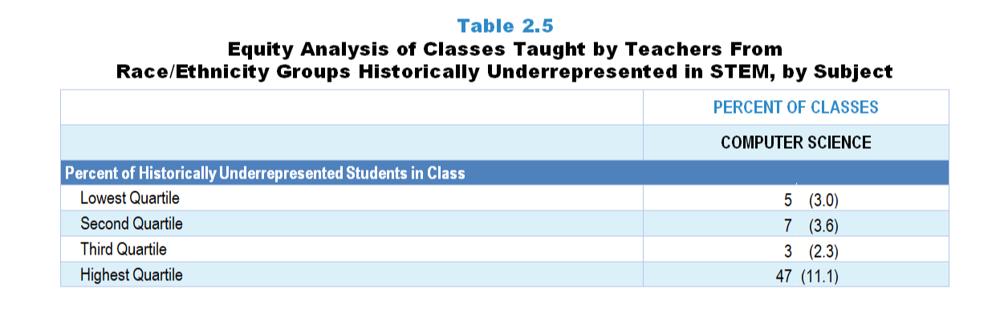 Table 2.5
Equity Analysis of Classes Taught by Teachers From
Race/Ethnicity Groups Historically Underrepresented in STEM, by Subject
PERCENT OF CLASSES
COMPUTER SCIENCE
Percent of Historically Underrepresented Students in Class
Lowest Quartile 5 (3.0)
Second Quartile 7 (3.6)
Third Quartile 3 (2.3)
Highest Quartile 47 (11.1)